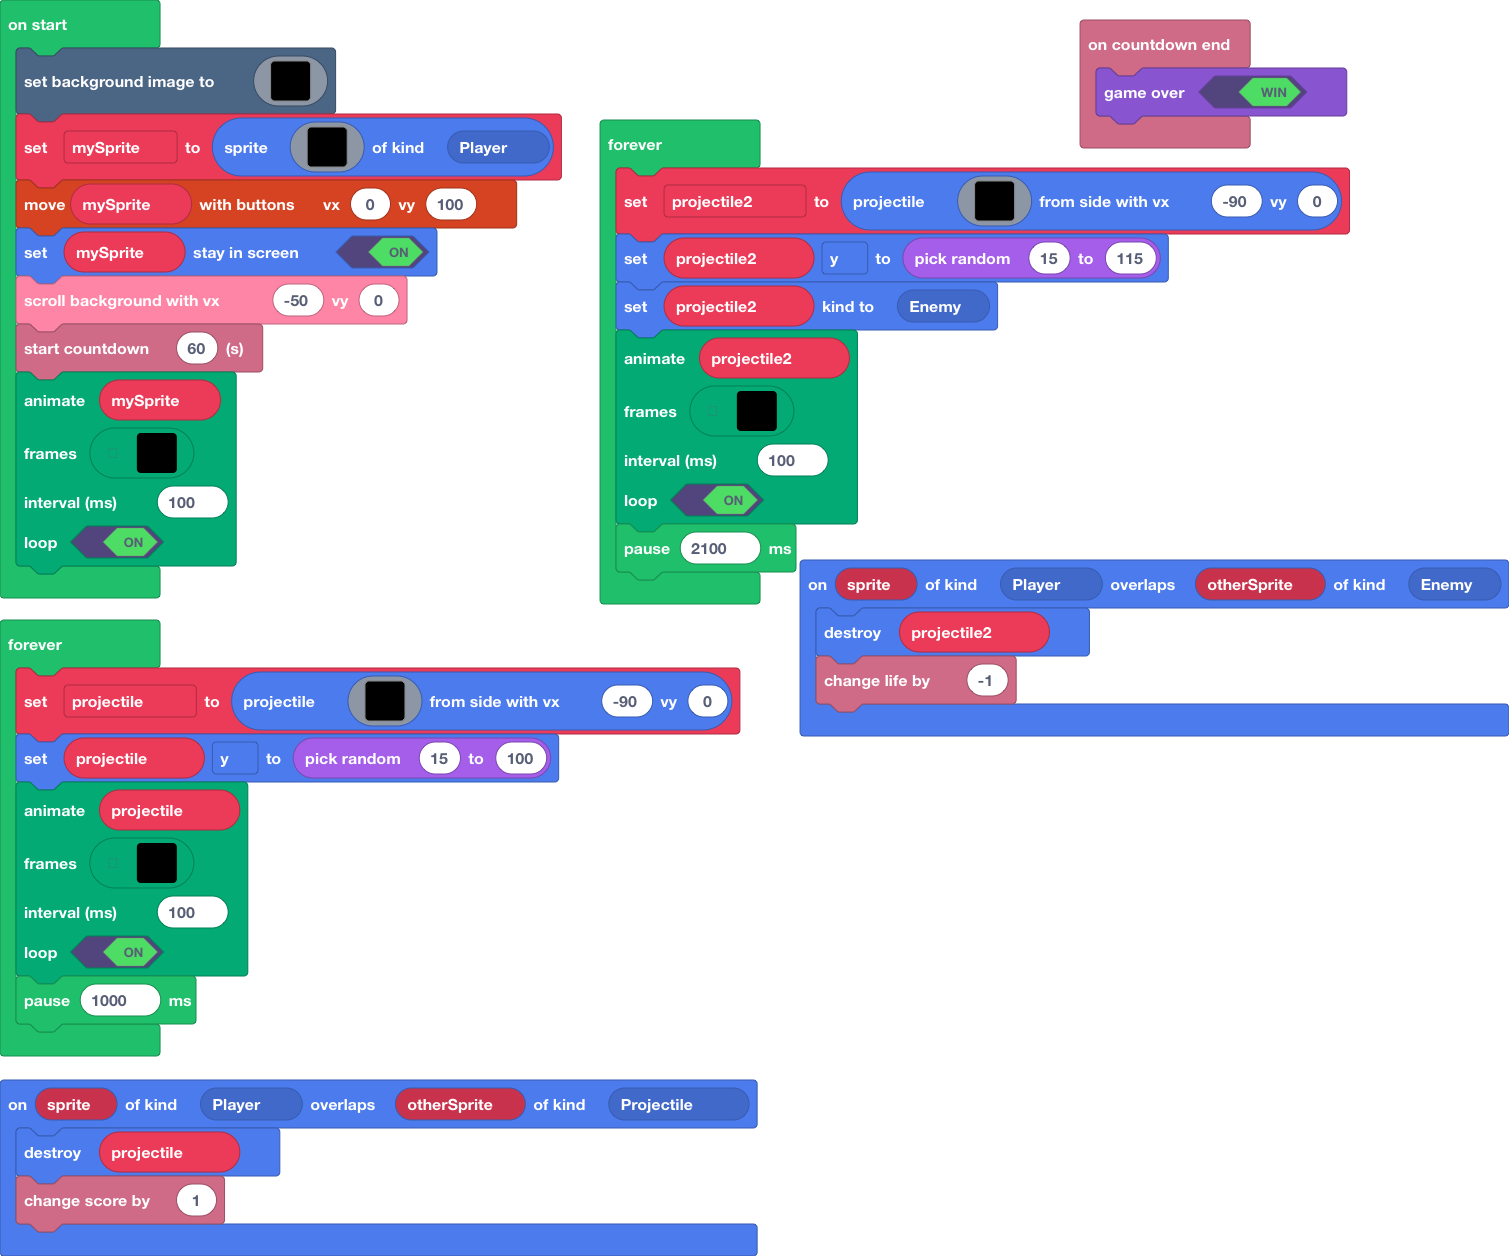 on start
set background image to
set mySprite to sprite of kind Player
move mySprite with buttons vx 0 vy 100
set mySprite stay in screen ON
scroll background with vx -50 vy 0
start countdown 60 (s)
animate mySprite
frames
interval (ms) 100
loop ON
forever
set projectile to projectile from side with vx -90 vy 0
set projectile y to pick random 15 to 100
animate projectile
frames
interval (ms) 100
loop ON
pause 1000 ms
on sprite of kind Player overlaps otherSprite of kind Projectile
destroy projectile
change score by 1
forever
set projectile2 to projectile from side with vx -90 vy 0
set projectile2 y to pick random 15 to 115
set projectile2 kind to Enemy
animate projectile2
frames
interval (ms) 100
loop ON
pause 2100 ms
on countdown end
game over WIN
on sprite of kind Player overlaps otherSprite of kind Enemy
destroy projectile2
change life by -1